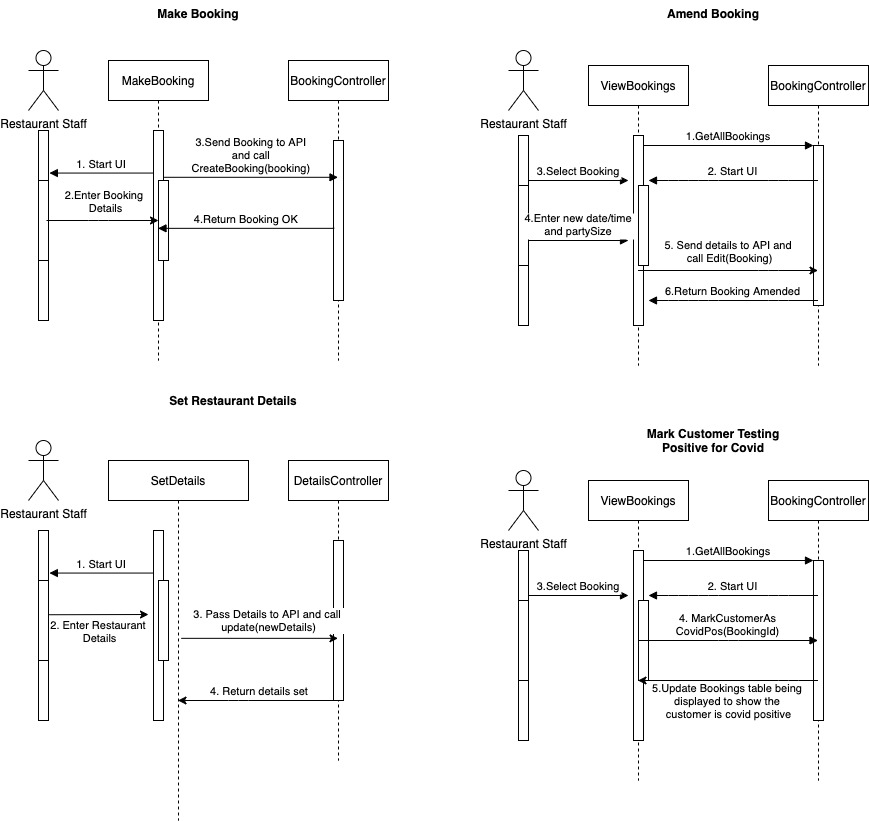 Make Booking
MakeBooking
BookingController
Restaurant Staff
1. Start UI
3.Send Booking to API
and call
CreateBooking(booking)
2.Enter Booking
Details
4.Return Booking OK
Amend Booking
ViewBookings
BookingController
Restaurant Staff
1.GetAllBookings
3.Select Booking
2. Start UI
4.Enter new date/time
and partySize
5. Send details to API and
call Edit(Booking)
6.Return Booking Amended
Set Restaurant Details
SetDetails
DetailsController
Restaurant Staff
1. Start UI
2. Enter Restaurant
Details
3. Pass Details to API and call
update(newDetails)
4. Return details set
Mark Customer Testing
Positive for Covid
ViewBookings
BookingController
Restaurant Staff
1.GetAllBookings
3.Select Booking
2. Start UI
4. MarkCustomerAs
CovidPos(BookingId)
5.Update Bookings table being
displayed to show the
customer is covid positive